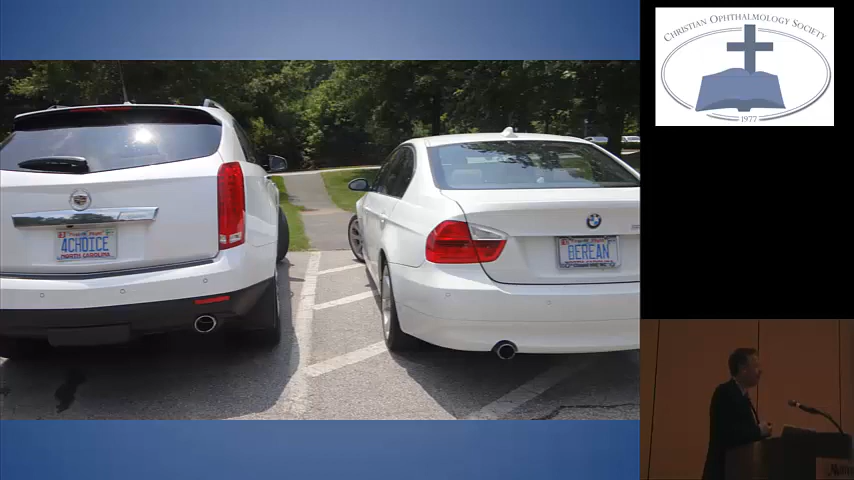 4CHOICE
NORTH CAROLINA
BEREAN
CHRISTIAN OPHTHALMOLOGY SOCIETY
1977